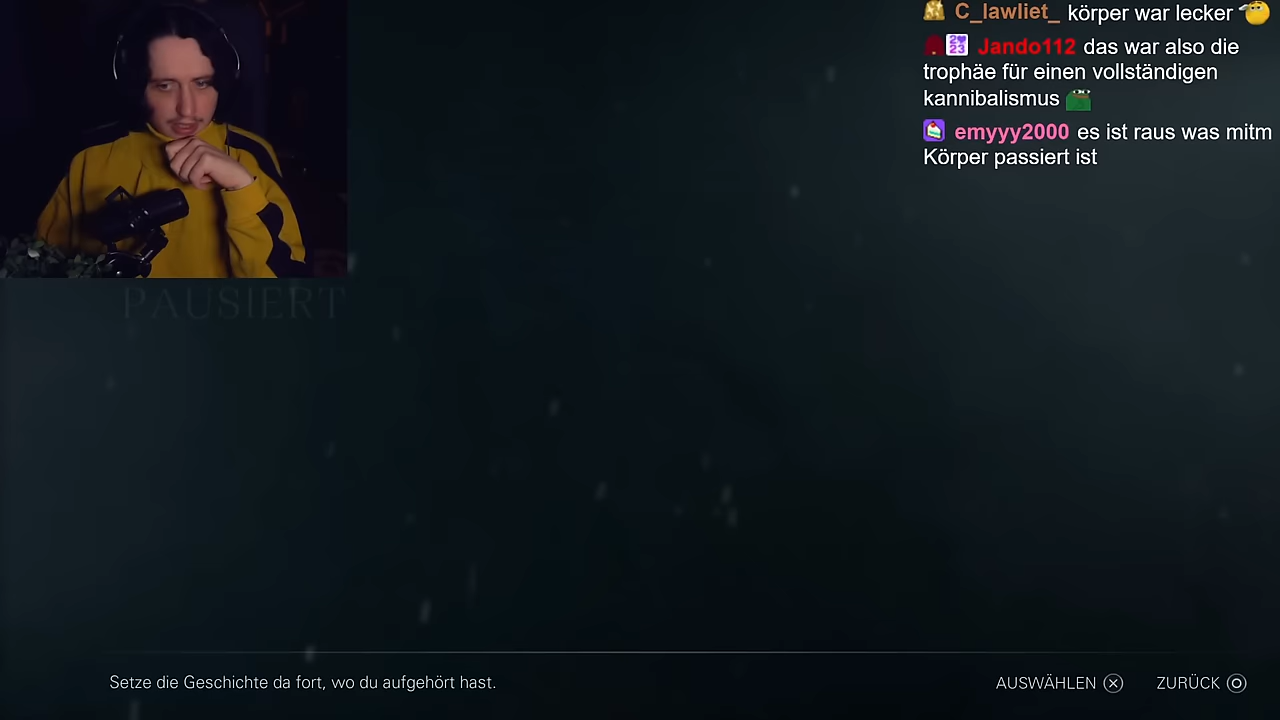 C_lawliet_ körper war lecker
Jando112 das war also die
trophäe für einen vollständigen
kannibalismus
emyyy2000 es ist raus was mitm
Körper passiert ist
PAUSIERT
Setze die Geschichte da fort, wo du aufgehört hast.
AUSWÄHLEN ZURÜCK